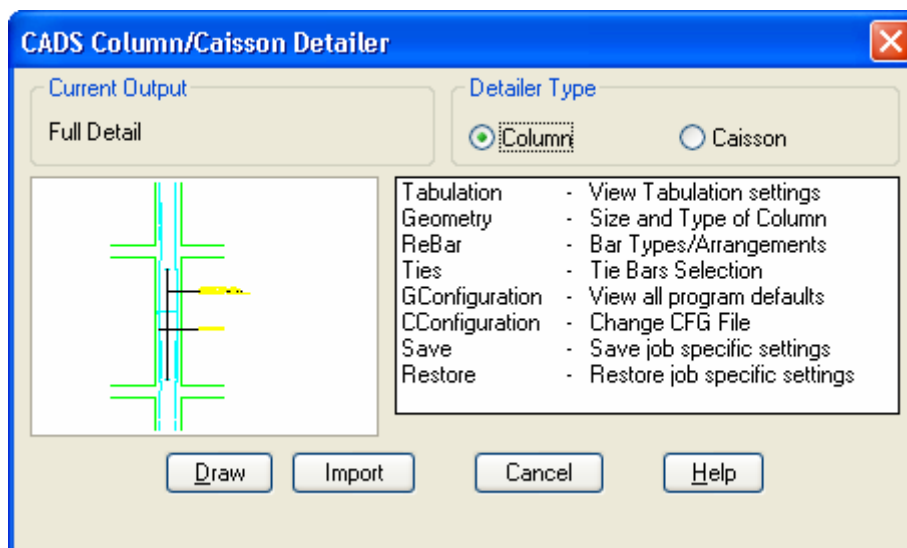 CADS Column/Caisson Detailer
Current Output
Full Detail
Detailer Type
Column
Caisson
Tabulation - View Tabulation settings
Geometry - Size and Type of Column
ReBar - Bar Types/Arrangements
Ties - Tie Bars Selection
GConfiguration - View all program defaults
CConfiguration - Change CFG File
Save - Save job specific settings
Restore - Restore job specific settings
Draw Import Cancel Help